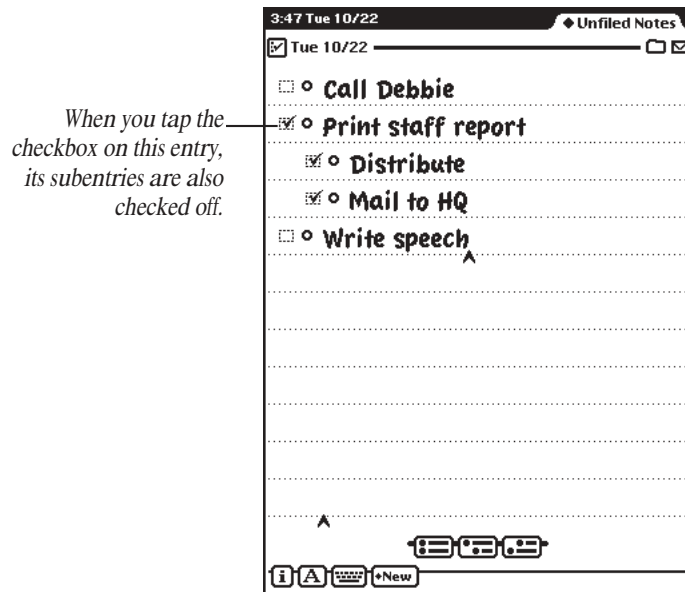 3:47 Tue 10/22
Unfiled Notes
Tue 10/22
Call Debbie
When you tap the
checkbox on this entry,
its subentries are also
checked off.
Print staff report
Distribute
Mail to HQ
Write speech
i A New